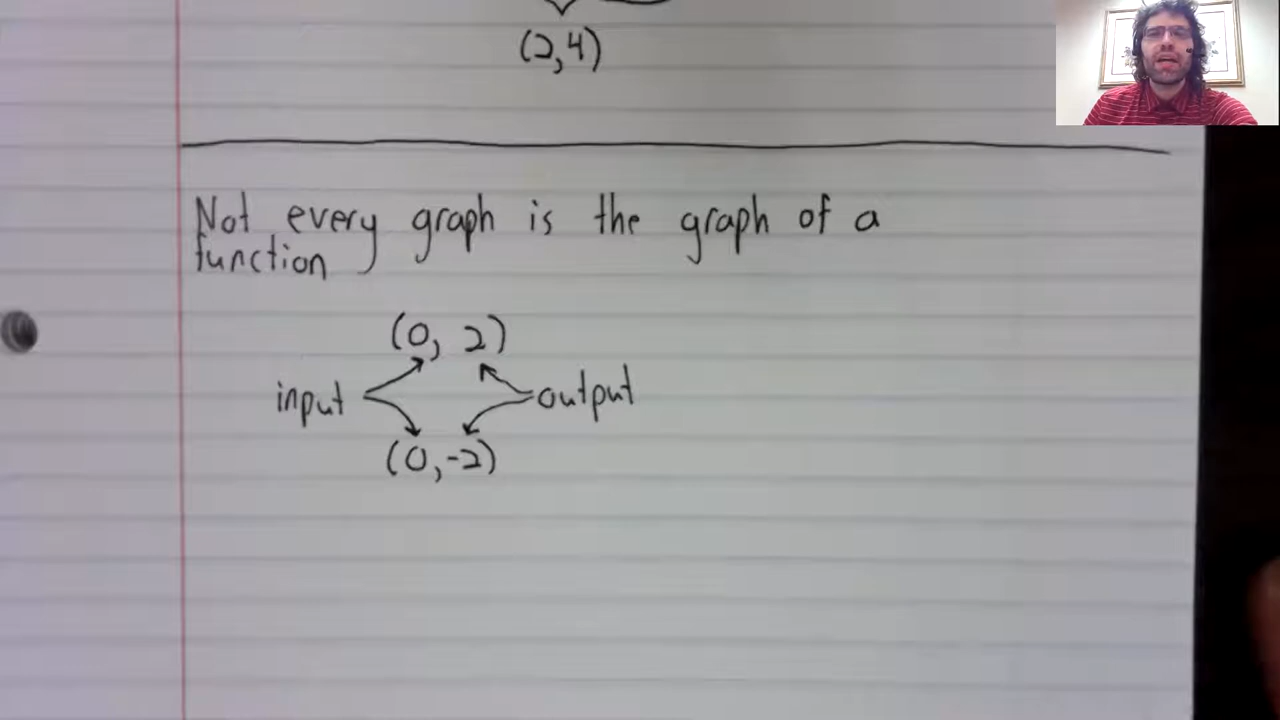 (2,4)
Not every graph is the graph of a
function
(0, 2)
input output
(0,-2)